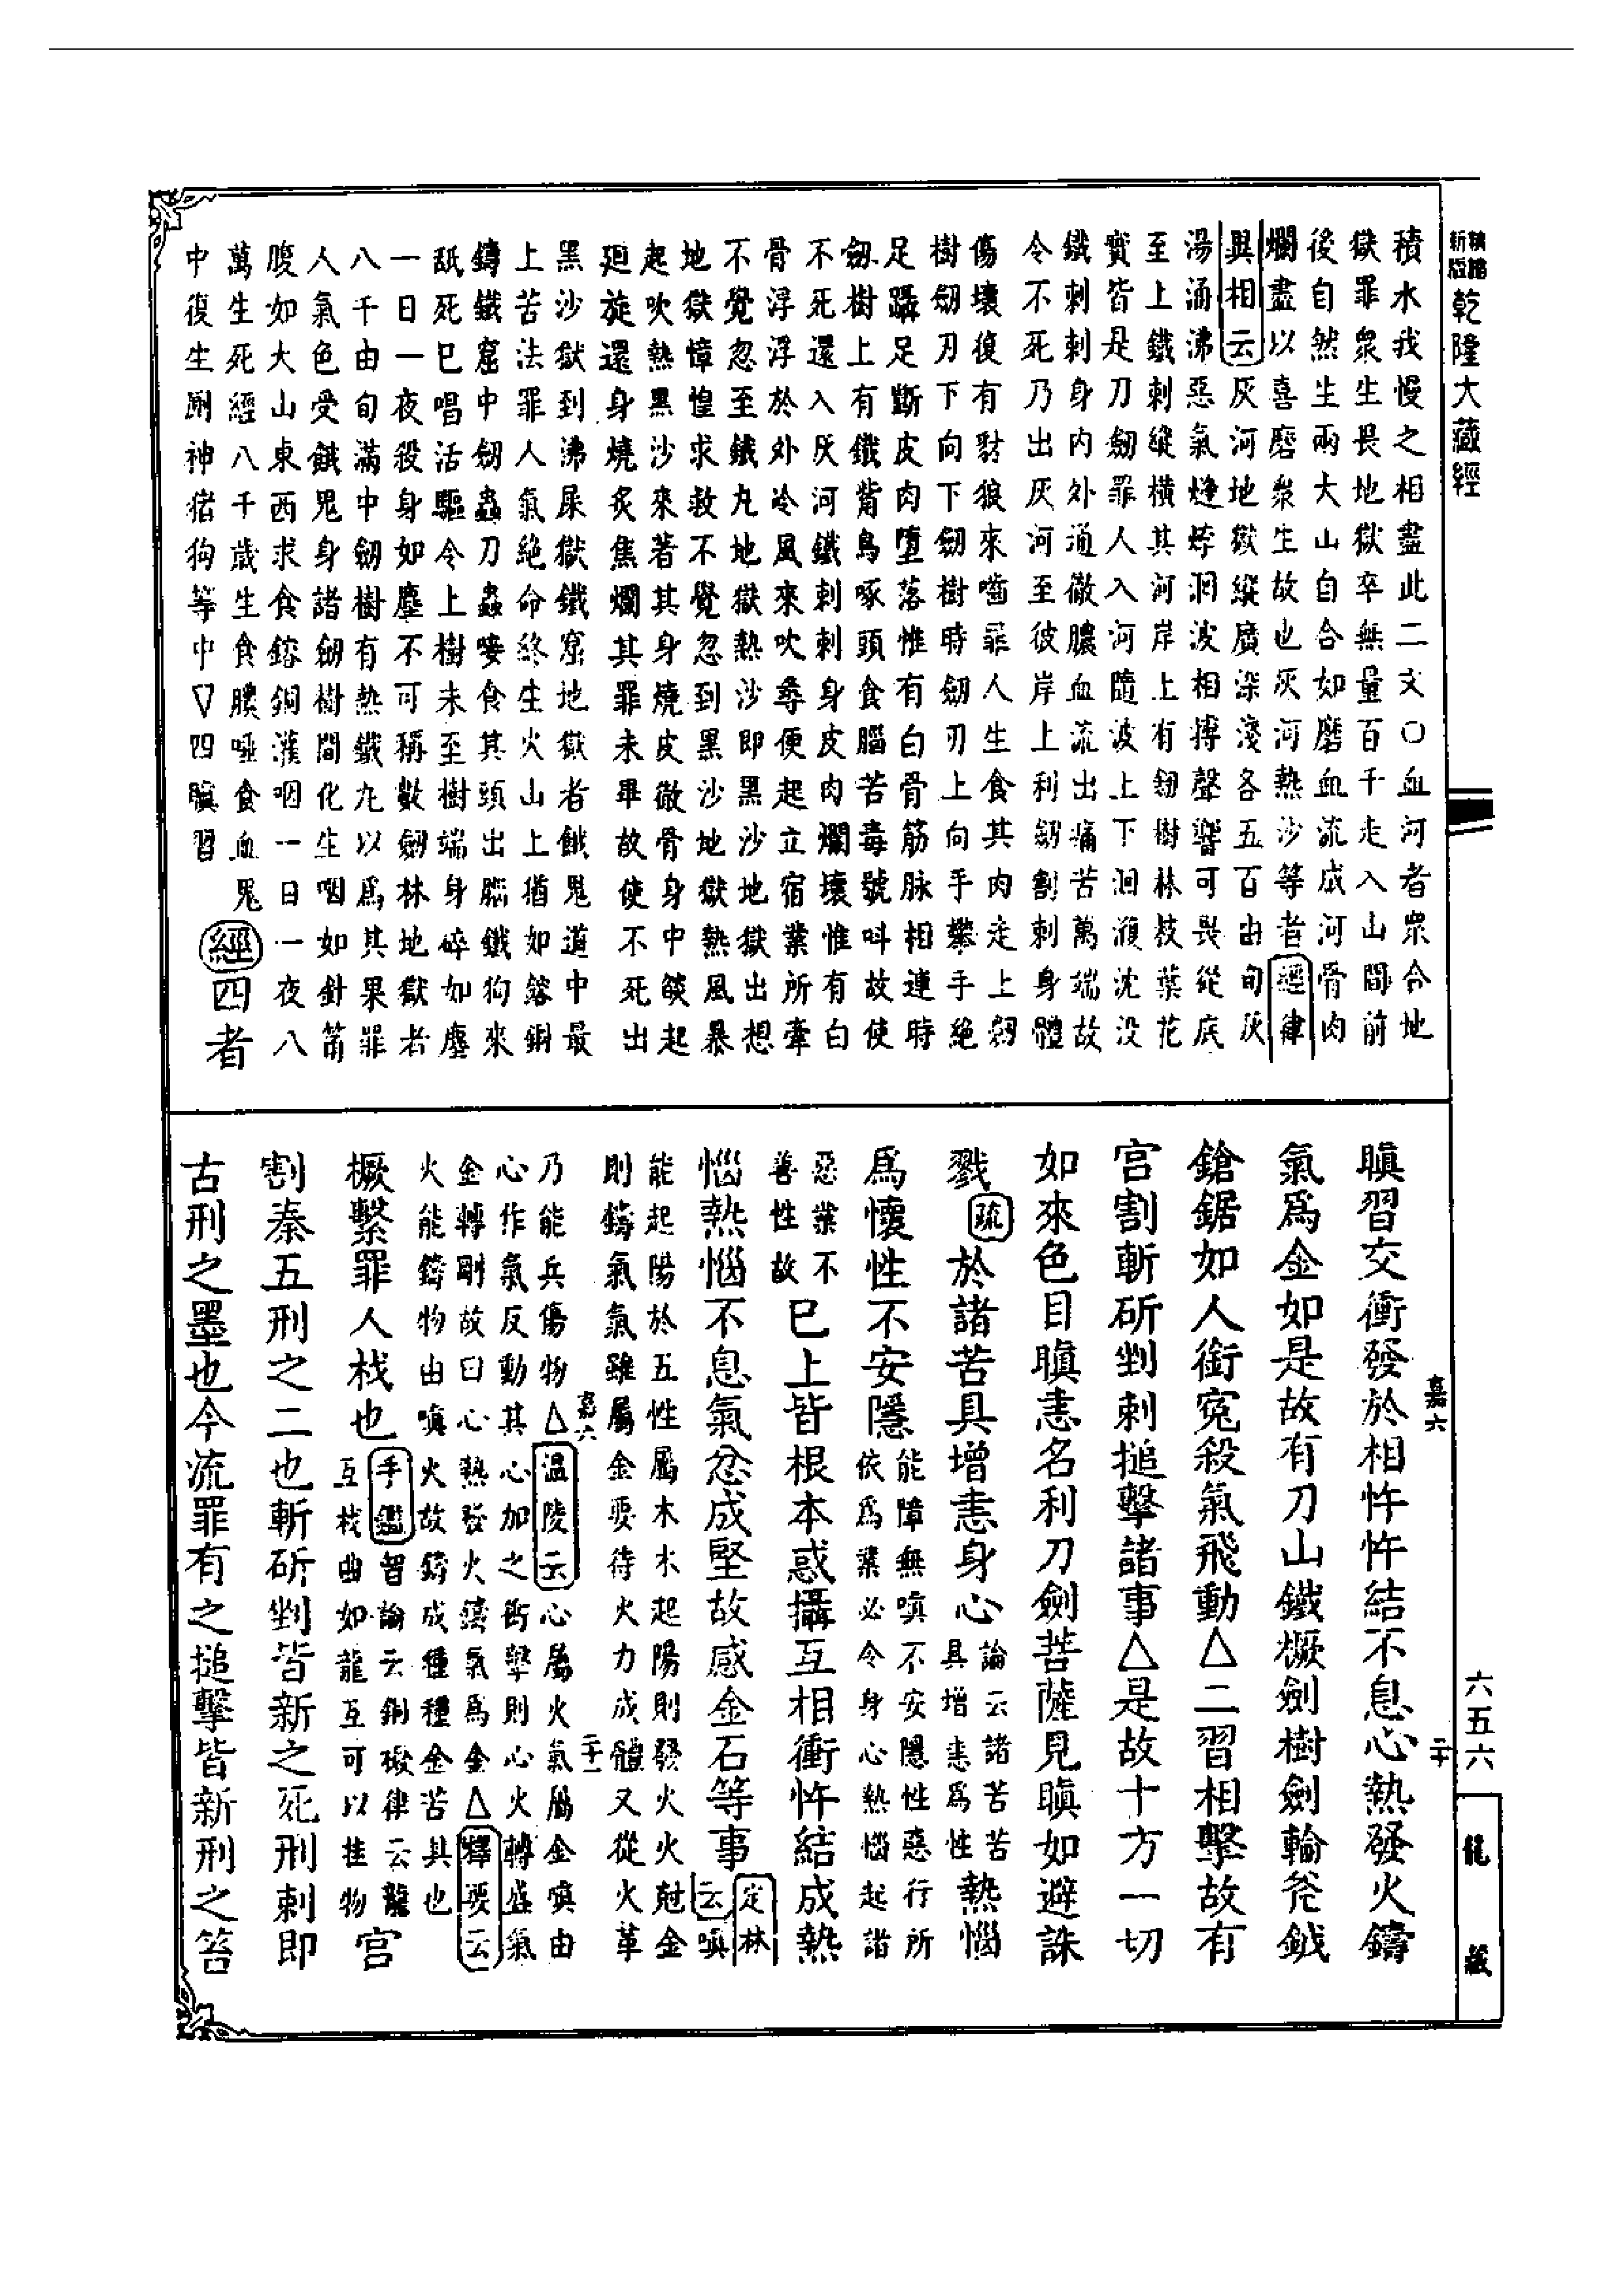 新版精縮乾隆大藏經
積水我慢之相盡此二文〇血河者眾合地
獄罪眾生畏地獄卒無量百千走入山間前
後自然生兩大山自合如磨血流成河骨肉
爛盡以喜磨眾生故也灰河熱沙等者經律
異相云灰河地獄縱廣深淺各五百由旬灰
湯涌沸惡氣熢㶿洄波相搏聲響可畏從底
至上鐵刺縱橫其河岸上有劒樹林枝葉花
實皆是刀劒罪人入河隨波上下洄澓沈沒
鐵刺刺身內外通徹膿血流出痛苦萬端故
令不死乃出灰河至彼岸上利劒割刺身體
傷壞復有豺狼來嚙罪人生食其肉走上劒
樹劒刃下向下劒樹時劒刃上向手攀手絕
足躡足斷皮肉墮落惟有白骨筋脉相連時
劒樹上有鐵觜鳥啄頭食腦苦毒號呌故使
不死還入灰河鐵刺刺身皮肉爛壞惟有白
骨浮浮於外冷風來吹尋便起立宿業所牽
不覺忽至鐵丸地獄熱沙即黑沙地獄出想
地獄慞惶求救不覺忽到黑沙地獄熱風暴
起吹熱黑沙來著其身燒皮徹骨身中燄起
廻旋還身燒炙焦爛其罪未畢故使不死出
黑沙獄到沸屎獄鐵窟地獄者餓鬼道中最
上苦法罪人氣絕命終生火山上猶如鎔銅
鑄鐵窟中劒蟲刀蟲唼食其頭出腦鐵狗來
舐死巳唱活驅令上樹未至樹端身碎如塵
一日一夜殺身如塵不可稱數劒林地獄者
八千由旬滿中劒樹有熱鐵丸以為其果罪
人氣色受餓鬼身諸劒樹間化生咽如針筩
腹如大山東西求食鎔銅灌咽一日一夜八
萬生死經八千歲生食膿唾食血鬼
中復生厠神猪狗等中▽四瞋習
經四者
瞋習交衝發於相忤忤結不息心熱發火鑄
氣爲金如是故有刀山鐵橛劍樹劍輪斧鉞
鎗鋸如人銜冤殺氣飛動△二習相擊故有
宮割斬斫剉刺搥擊諸事△是故十方一切
如來色目瞋恚名利刀劍菩薩見瞋如避誅
戮疏於諸苦具增恚身心
論云諸苦苦
具增恚爲性
熱惱
爲懷性不安隱
能障無嗔不安隱性惡行所
依爲業必令身心熱惱起諸
惡業不
善性故
巳上皆根本惑攝互相衝忤結成熱
惱熱惱不息氣忿成堅故感金石等事
定林
云嗔
能起陽於五性屬木木起陽則發火火尅金
則鑄氣氣雖屬金要待火力成體又從火革
乃能兵傷物△溫陵云心屬火氣屬金嗔由
心作氣反動其心加之衝擊則心火轉盛氣
金轉剛故曰心熱發火鑄氣爲金△釋要云
火能鑄物由嗔火故鑄成種種金苦具也
橛繫罪人栈也
手鑑智論云銅橛律云龍
互栈曲如龍互可以挂物
宮
割秦五刑之二也斬斫剉皆新之死刑刺即
古刑之墨也今流罪有之搥擊皆新刑之笞
嘉六
二十
嘉六
二十一
六五六
龍藏